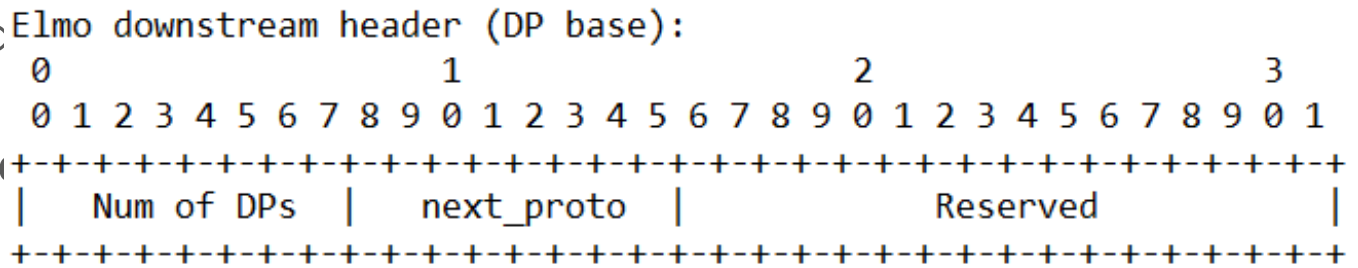 Elmo downstream header (DP base):
 0                   1                   2                   3
 0 1 2 3 4 5 6 7 8 9 0 1 2 3 4 5 6 7 8 9 0 1 2 3 4 5 6 7 8 9 0 1
+-+-+-+-+-+-+-+-+-+-+-+-+-+-+-+-+-+-+-+-+-+-+-+-+-+-+-+-+-+-+-+-+
|   Num of DPs  |   next_proto  |            Reserved           |
+-+-+-+-+-+-+-+-+-+-+-+-+-+-+-+-+-+-+-+-+-+-+-+-+-+-+-+-+-+-+-+-+